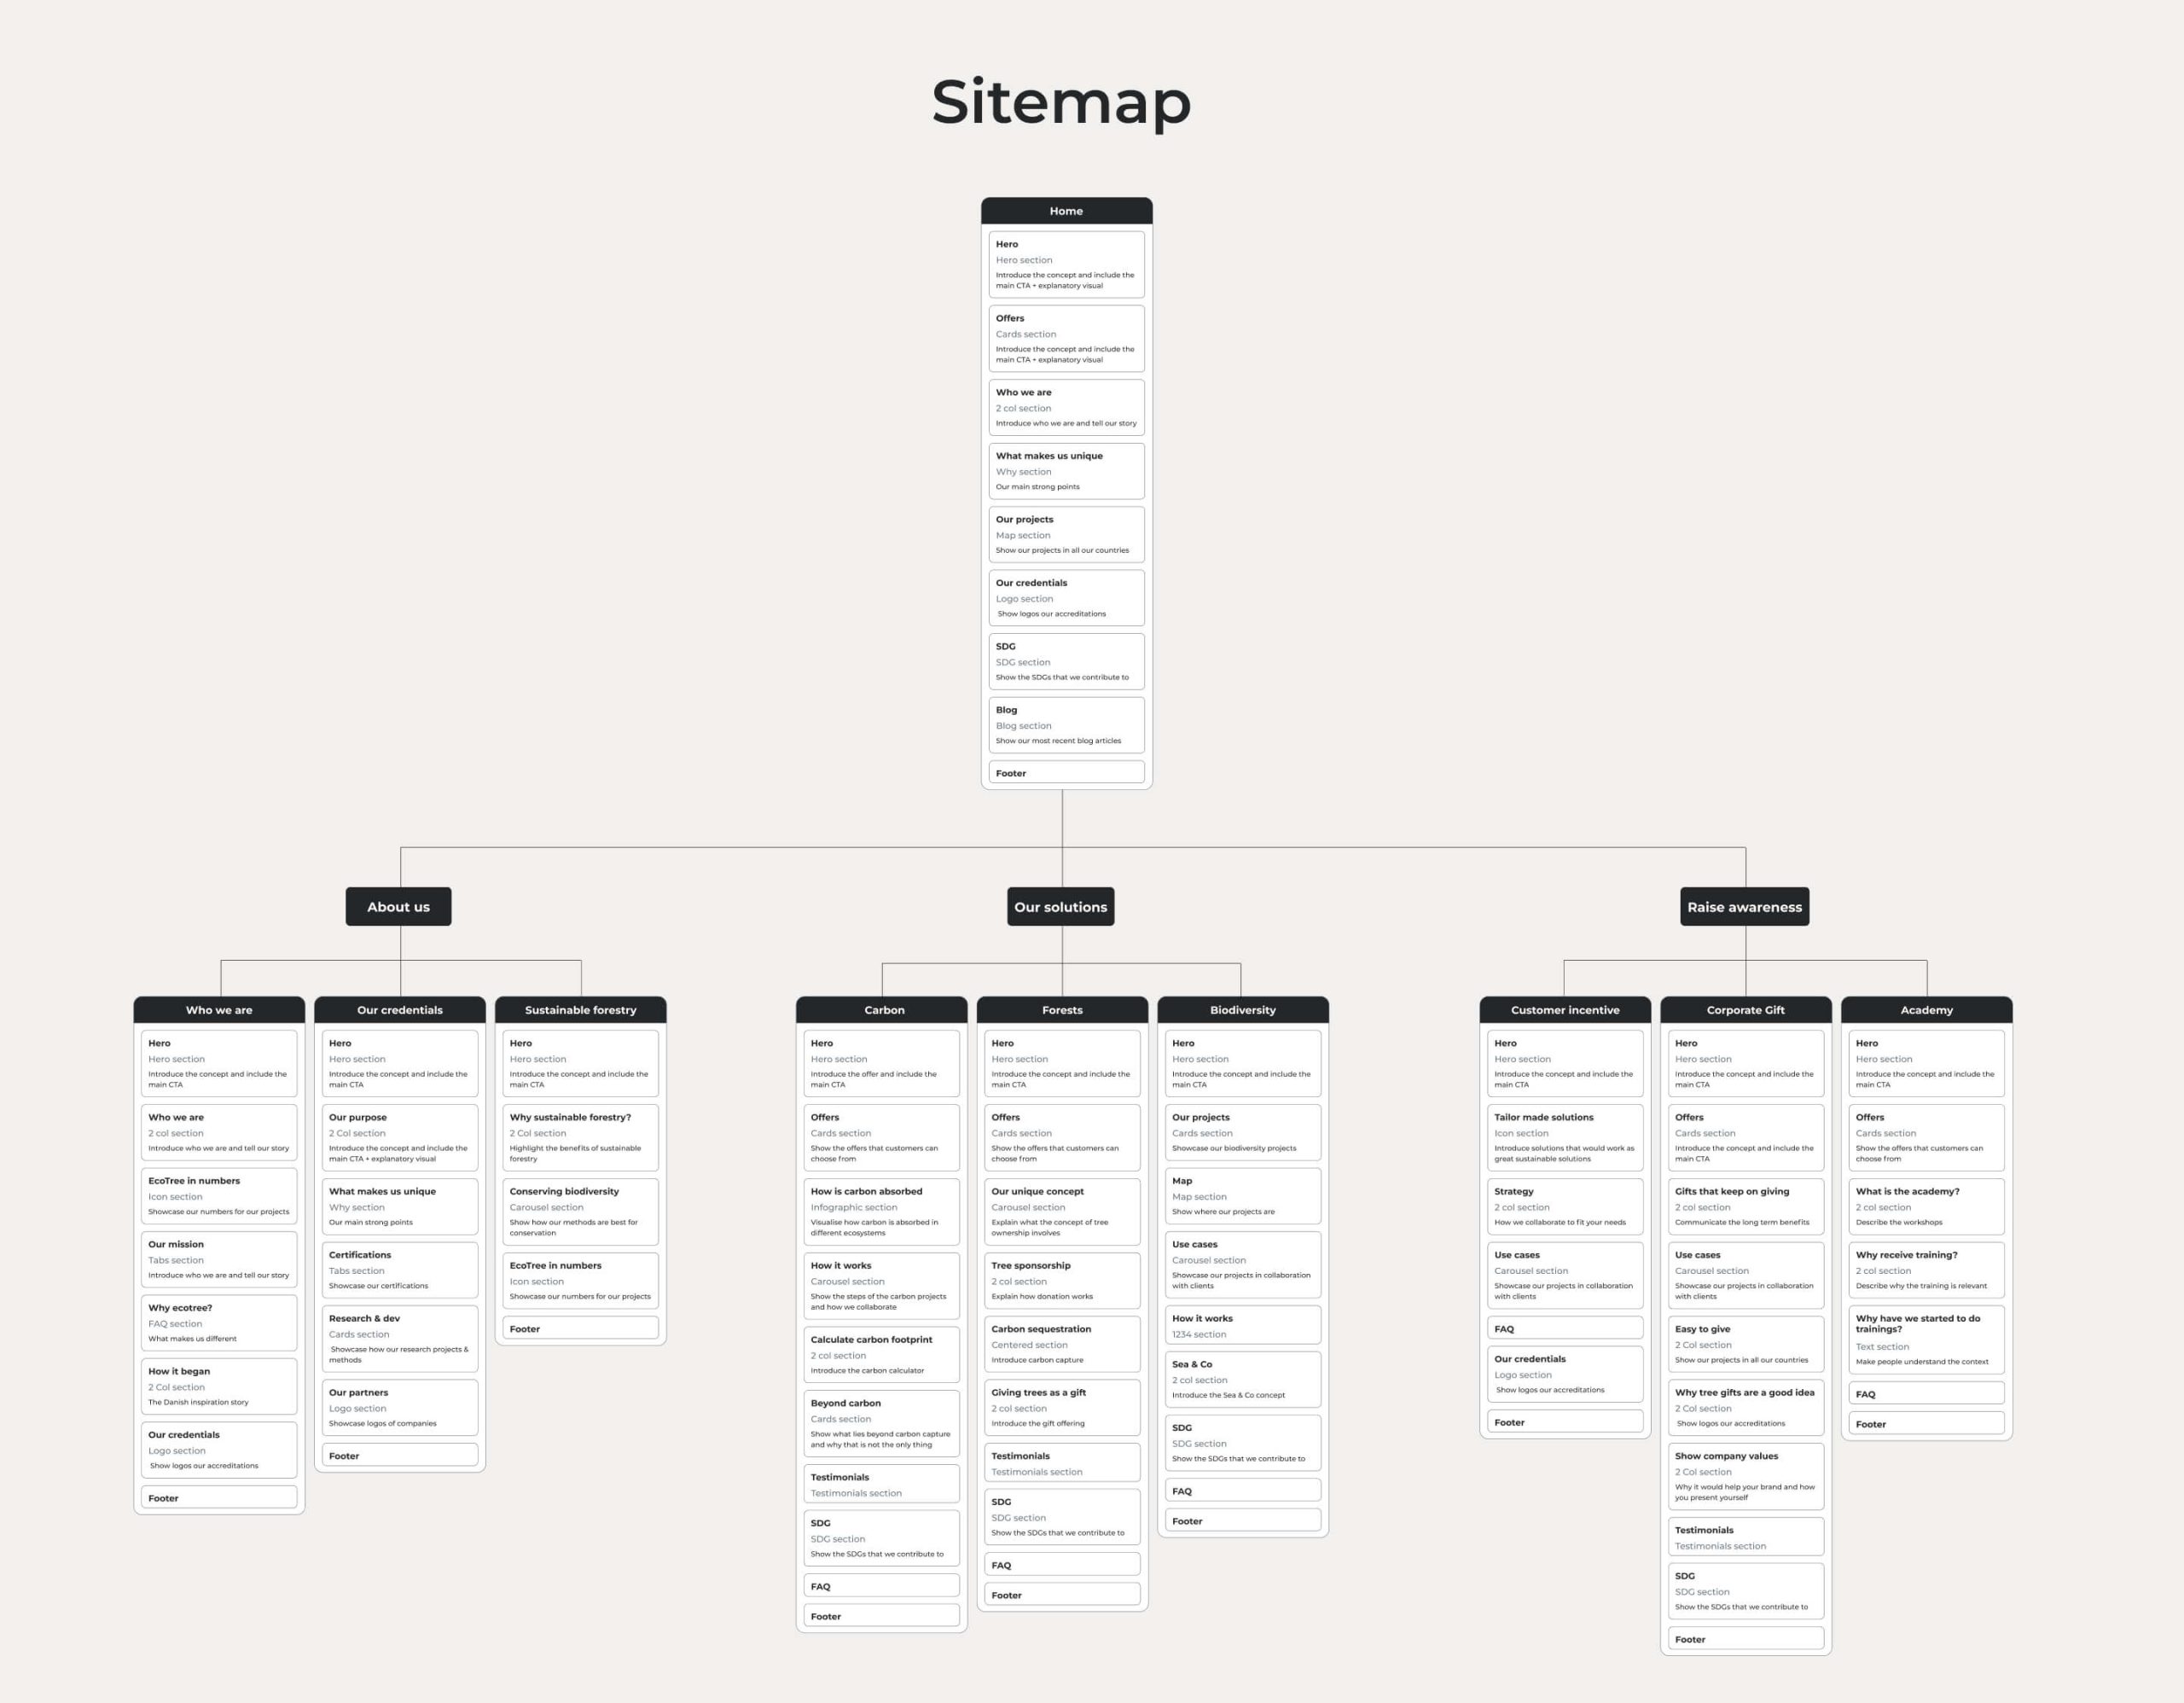 Sitemap
Home
Hero
Hero section
Introduce the concept and include the
main CTA + explanatory visual
Offers
Cards section
Introduce the concept and include the
main CTA + explanatory visual
Who we are
2 col section
Introduce who we are and tell our story
What makes us unique
Why section
Our main strong points
Our projects
Map section
Show our projects in all our countries
Our credentials
Logo section
Show logos our accreditations
SDG
SDG section
Show the SDGs that we contribute to
Blog
Blog section
Show our most recent blog articles
Footer
About us
Our solutions
Raise awareness
Who we are
Hero
Hero section
Introduce the concept and include the
main CTA
Who we are
2 col section
Introduce who we are and tell our story
EcoTree in numbers
Icon section
Showcase our numbers for our projects
Our mission
Tabs section
Introduce who we are and tell our story
Why ecotree?
FAQ section
What makes us different
How it began
2 Col section
The Danish inspiration story
Our credentials
Logo section
Show logos our accreditations
Footer
Our credentials
Hero
Hero section
Introduce the concept and include the
main CTA
Our purpose
2 Col section
Introduce the concept and include the
main CTA + explanatory visual
What makes us unique
Why section
Our main strong points
Certifications
Tabs section
Showcase our certifications
Research & dev
Cards section
Showcase how our research projects &
methods
Our partners
Logo section
Showcase logos of companies
Footer
Sustainable forestry
Hero
Hero section
Introduce the concept and include the
main CTA
Why sustainable forestry?
2 Col section
Highlight the benefits of sustainable
forestry
Conserving biodiversity
Carousel section
Show how our methods are best for
conservation
EcoTree in numbers
Icon section
Showcase our numbers for our projects
Footer
Carbon
Hero
Hero section
Introduce the offer and include the
main CTA
Offers
Cards section
Show the offers that customers can
choose from
How is carbon absorbed
Infographic section
Visualise how carbon is absorbed in
different ecosystems
How it works
Carousel section
Show the steps of the carbon projects
and how we collaborate
Calculate carbon footprint
2 col section
Introduce the carbon calculator
Beyond carbon
Cards section
Show what lies beyond carbon capture
and why that is not the only thing
Testimonials
Testimonials section
SDG
SDG section
Show the SDGs that we contribute to
FAQ
Footer
Forests
Hero
Hero section
Introduce the concept and include the
main CTA
Offers
Cards section
Show the offers that customers can
choose from
Our unique concept
Carousel section
Explain what the concept of tree
ownership involves
Tree sponsorship
2 col section
Explain how donation works
Carbon sequestration
Centered section
Introduce carbon capture
Giving trees as a gift
2 col section
Introduce the gift offering
Testimonials
Testimonials section
SDG
SDG section
Show the SDGs that we contribute to
FAQ
Footer
Biodiversity
Hero
Hero section
Introduce the concept and include the
main CTA
Our projects
Cards section
Showcase our biodiversity projects
Map
Map section
Show where our projects are
Use cases
Carousel section
Showcase our projects in collaboration
with clients
How it works
1234 section
Sea & Co
2 col section
Introduce the Sea & Co concept
SDG
SDG section
Show the SDGs that we contribute to
FAQ
Footer
Customer incentive
Hero
Hero section
Introduce the concept and include the
main CTA
Tailor made solutions
Icon section
Introduce solutions that would work as
great sustainable solutions
Strategy
2 col section
How we collaborate to fit your needs
Use cases
Carousel section
Showcase our projects in collaboration
with clients
FAQ
Our credentials
Logo section
Show logos our accreditations
Footer
Corporate Gift
Hero
Hero section
Introduce the concept and include the
main CTA
Offers
Cards section
Introduce the concept and include the
main CTA
Gifts that keep on giving
2 col section
Communicate the long term benefits
Use cases
Carousel section
Showcase our projects in collaboration
with clients
Easy to give
2 Col section
Show our projects in all our countries
Why tree gifts are a good idea
2 Col section
Show logos our accreditations
Show company values
2 Col section
Why it would help your brand and how
you present yourself
Testimonials
Testimonials section
SDG
SDG section
Show the SDGs that we contribute to
Footer
Academy
Hero
Hero section
Introduce the concept and include the
main CTA
Offers
Cards section
Show the offers that customers can
choose from
What is the academy?
2 col section
Describe the workshops
Why receive training?
2 col section
Describe why the training is relevant
Why have we started to do
trainings?
Text section
Make people understand the context
FAQ
Footer